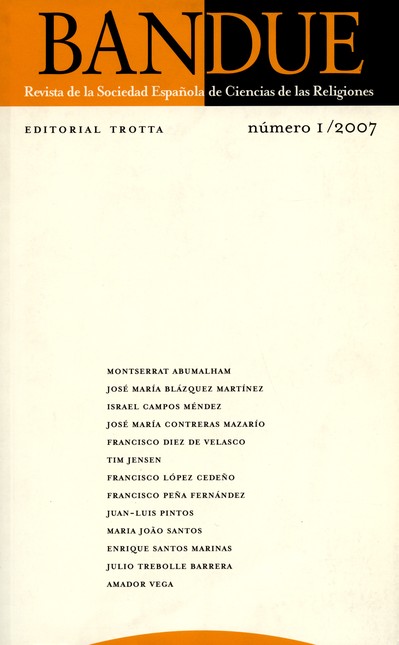 BANDUE
Revista de la Sociedad Española de Ciencias de las Religiones
EDITORIAL TROTTA
número 1/2007
MONTSERRAT ABUMALHAM
JOSÉ MARÍA BLÁZQUEZ MARTÍNEZ
ISRAEL CAMPOS MÉNDEZ
JOSÉ MARÍA CONTRERAS MAZARÍO
FRANCISCO DIEZ DE VELASCO
TIM JENSEN
FRANCISCO LÓPEZ CEDEÑO
FRANCISCO PEÑA FERNÁNDEZ
JUAN-LUIS PINTOS
MARIA JOÃO SANTOS
ENRIQUE SANTOS MARINAS
JULIO TREBOLLE BARRERA
AMADOR VEGA